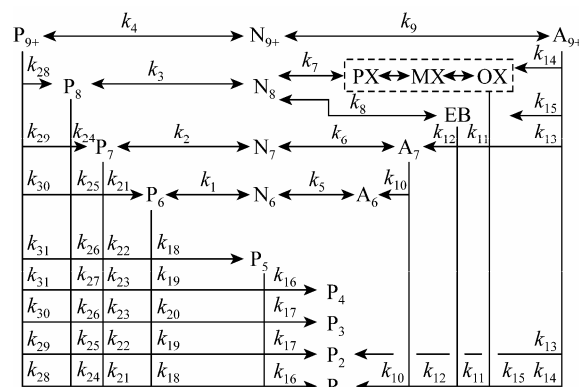 P₉₊ k₄ N₉₊ k₉ A₉₊
k₂₈ P₈ k₃ N₈ k₇ PX MX OX k₁₄
k₈ EB k₁₅
k₂₉ k₂₄ P₇ k₂ N₇ k₆ A₇ k₁₂ k₁₁ k₁₃
k₃₀ k₂₅ k₂₁ P₆ k₁ N₆ k₅ A₆ k₁₀
k₃₁ k₂₆ k₂₂ k₁₈ P₅
k₃₁ k₂₇ k₂₃ k₁₉ k₁₆ P₄
k₃₀ k₂₆ k₂₃ k₂₀ k₁₇ P₃
k₂₉ k₂₅ k₂₂ k₁₉ k₁₇ P₂ k₁₃
k₂₈ k₂₄ k₂₁ k₁₈ k₁₆ k₁₀ k₁₂ k₁₁ k₁₅ k₁₄